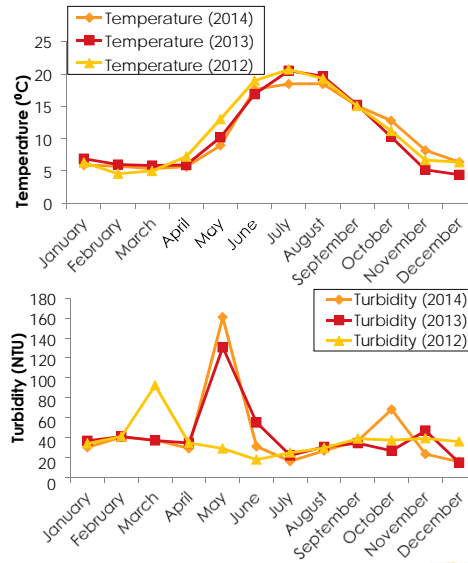 Temperature (2014)
Temperature (2013)
Temperature (2012)
Temperature (⁰C)
25
20
15
10
5
0
January
February
March
April
May
June
July
August
September
October
November
December
Turbidity (2014)
Turbidity (2013)
Turbidity (2012)
Turbidity (NTU)
180
160
140
120
100
80
60
40
20
0
January
February
March
April
May
June
July
August
September
October
November
December